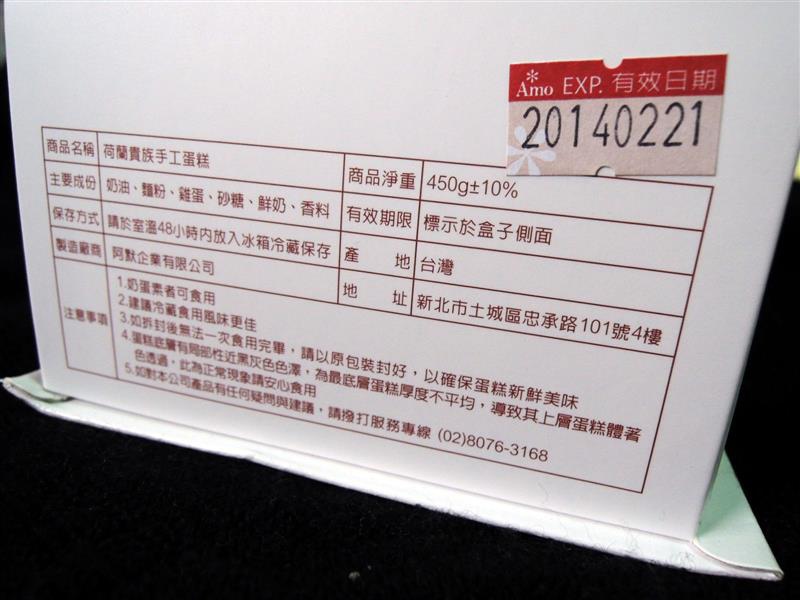 Amo EXP. 有效日期
20140221
商品名稱 荷蘭貴族手工蛋糕 商品淨重 450g±10%
主要成份 奶油、麵粉、雞蛋、砂糖、鮮奶、香料 有效期限 標示於盒子側面
保存方式 請於室溫48小時內放入冰箱冷藏保存 產地 台灣
製造廠商 阿默企業有限公司 地址 新北市土城區忠承路101號4樓
注意事項
1.奶蛋素者可食用
2.建議冷藏食用風味更佳
3.如拆封後無法一次食用完畢，請以原包裝封好，以確保蛋糕新鮮美味
4.蛋糕底層有局部性近黑灰色色澤，為最底層蛋糕厚度不平均，導致其上層蛋糕體著
色透過，此為正常現象請安心食用
5.如對本公司產品有任何疑問與建議，請撥打服務專線 (02)8076-3168